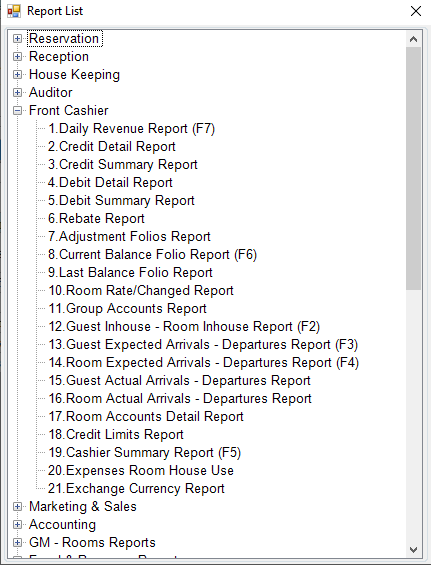 Report List
Reservation
Reception
House Keeping
Auditor
Front Cashier
1.Daily Revenue Report (F7)
2.Credit Detail Report
3.Credit Summary Report
4.Debit Detail Report
5.Debit Summary Report
6.Rebate Report
7.Adjustment Folios Report
8.Current Balance Folio Report (F6)
9.Last Balance Folio Report
10.Room Rate/Changed Report
11.Group Accounts Report
12.Guest Inhouse - Room Inhouse Report (F2)
13.Guest Expected Arrivals - Departures Report (F3)
14.Room Expected Arrivals - Departures Report (F4)
15.Guest Actual Arrivals - Departures Report
16.Room Actual Arrivals - Departures Report
17.Room Accounts Detail Report
18.Credit Limits Report
19.Cashier Summary Report (F5)
20.Expenses Room House Use
21.Exchange Currency Report
Marketing & Sales
Accounting
GM - Rooms Reports